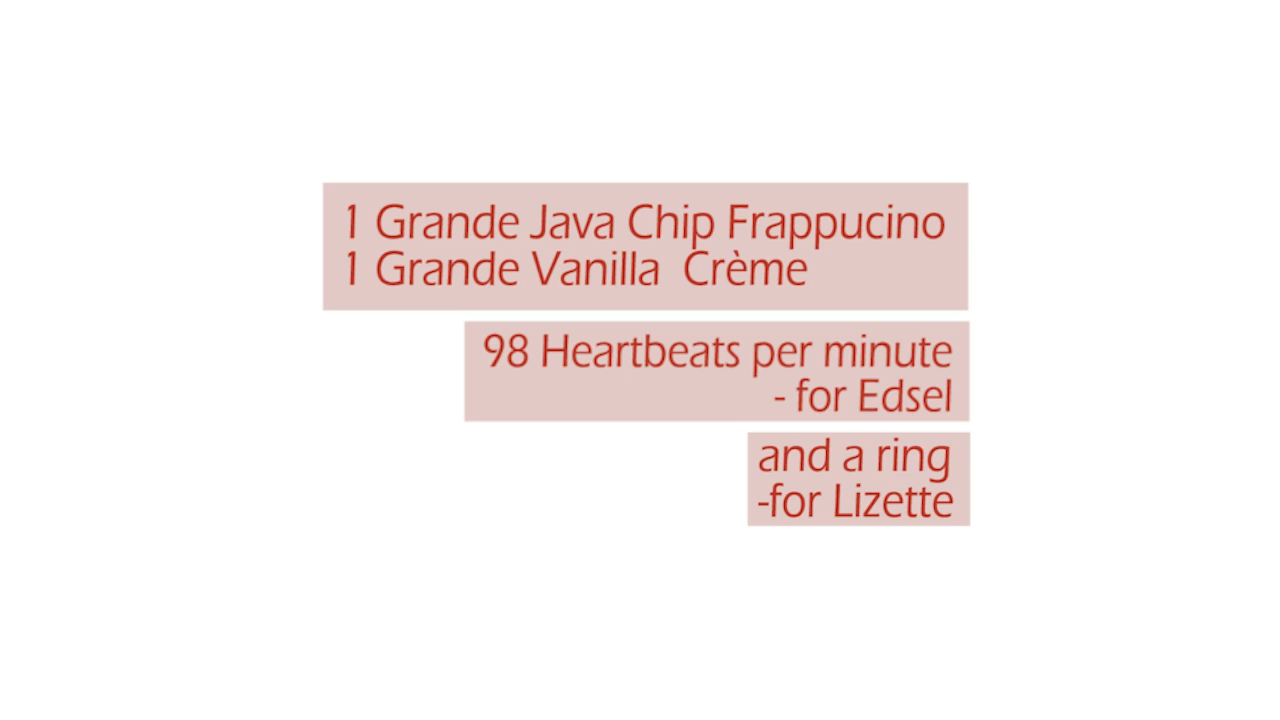 1 Grande Java Chip Frappucino
1 Grande Vanilla  Crème
98 Heartbeats per minute
- for Edsel
and a ring
-for Lizette